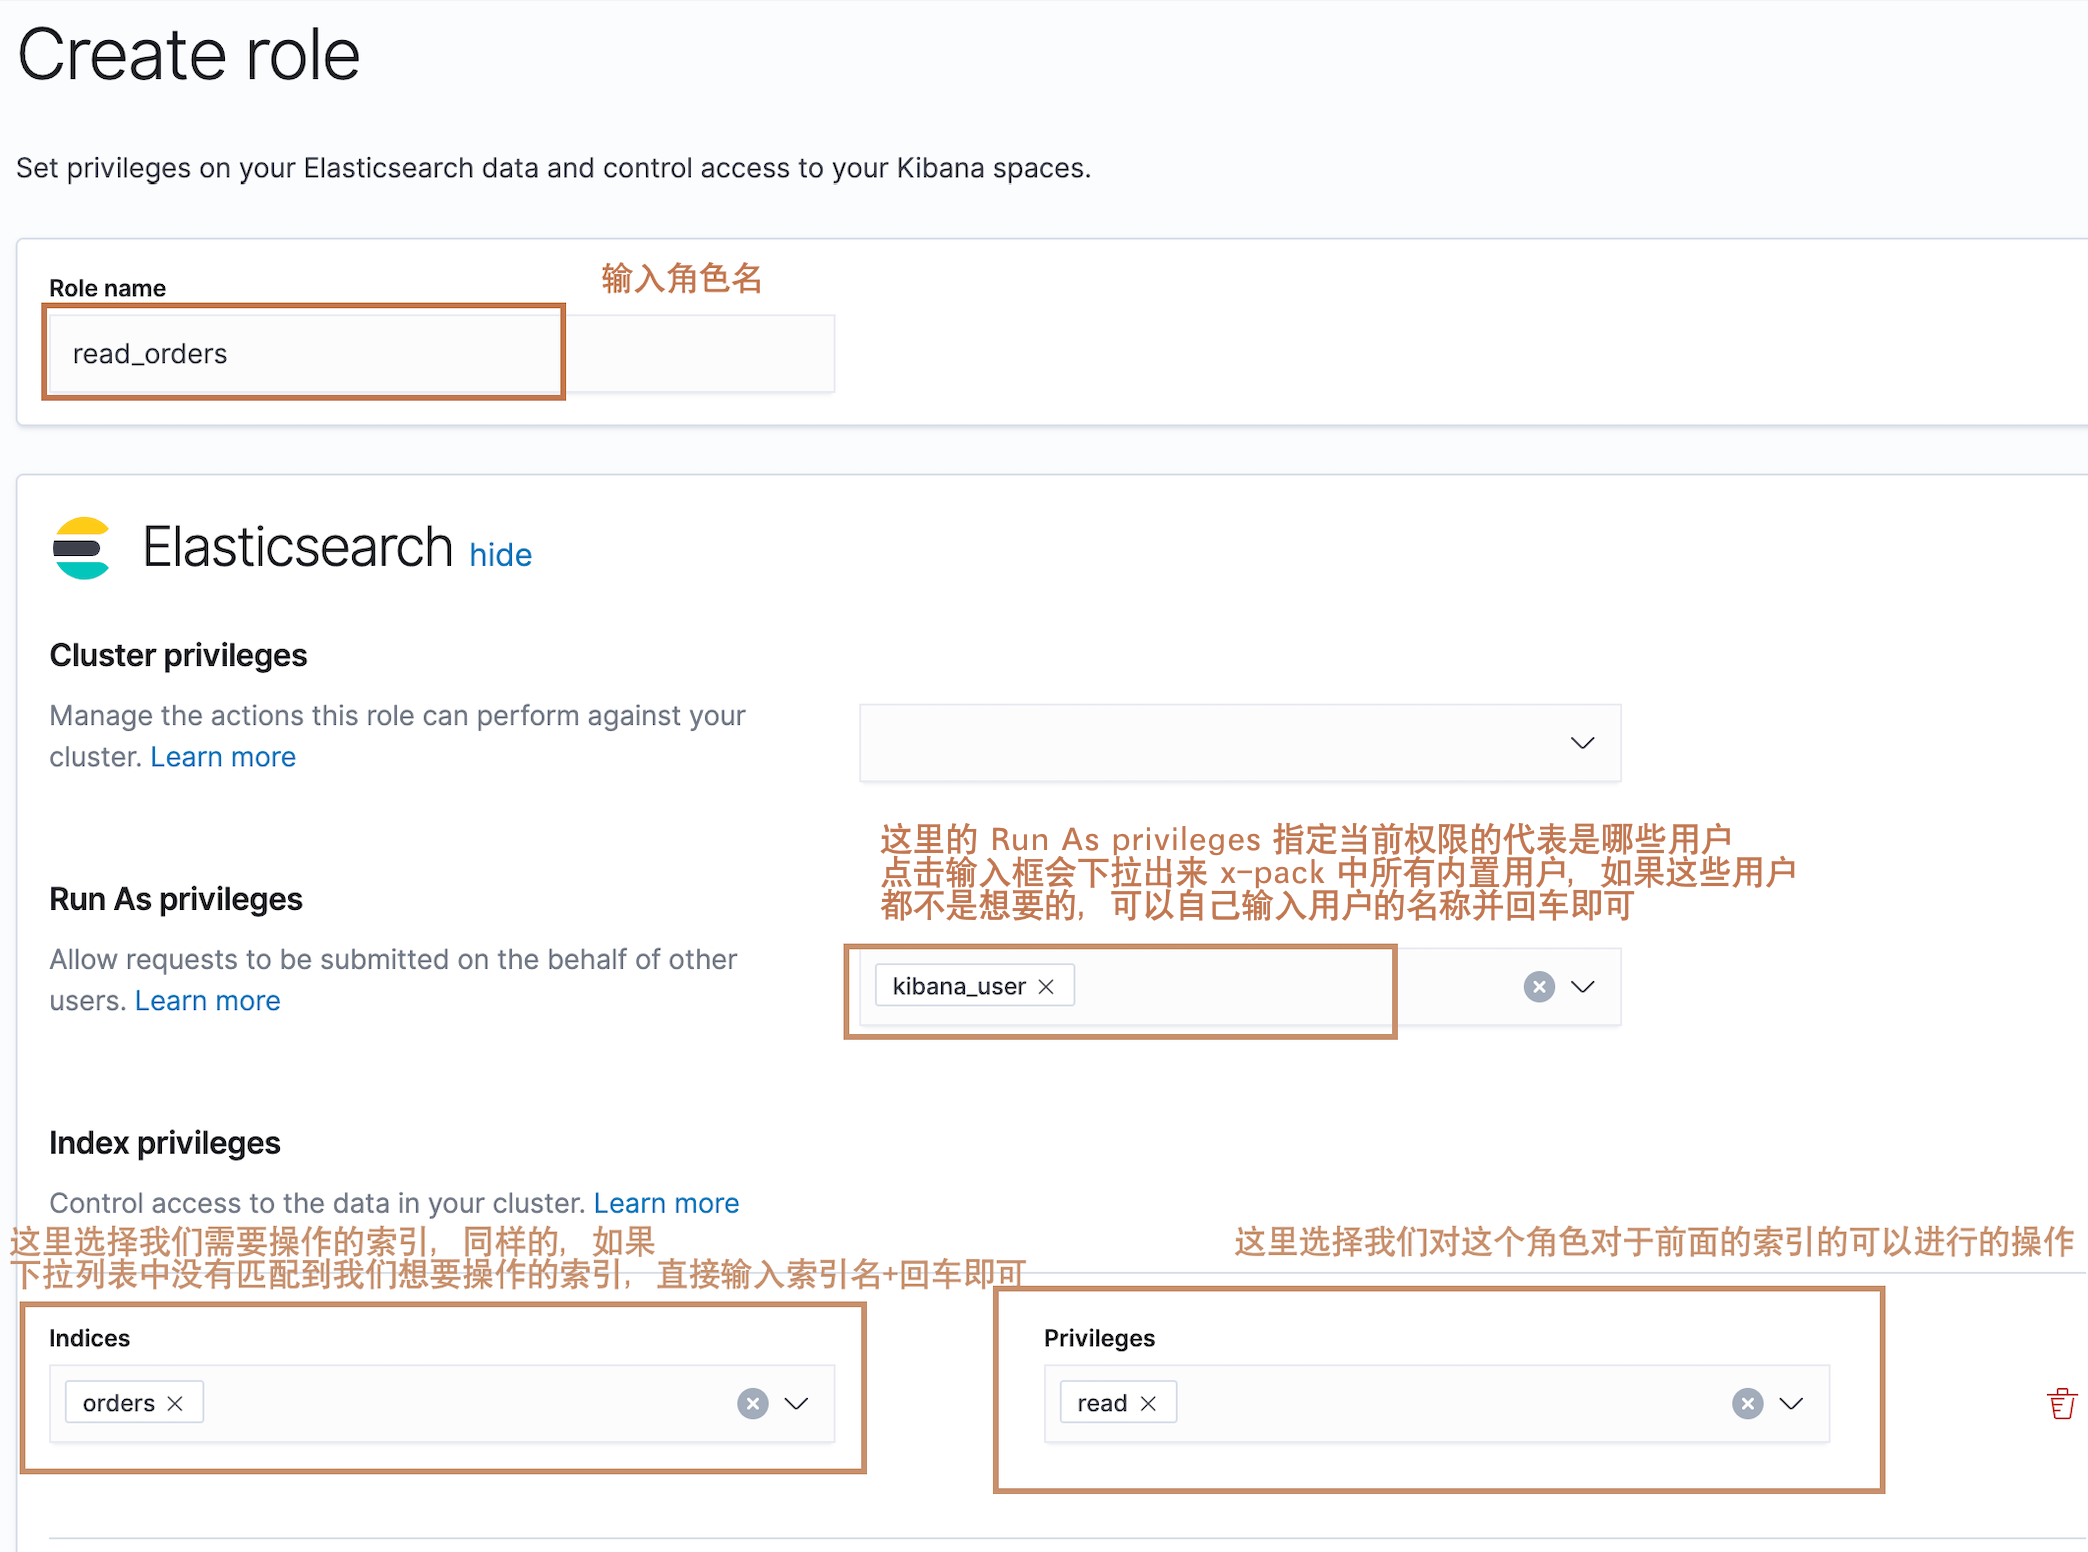 Create role
Set privileges on your Elasticsearch data and control access to your Kibana spaces.
输入角色名
Role name
read_orders
Elasticsearch hide
Cluster privileges
Manage the actions this role can perform against your
cluster. Learn more
这里的 Run As privileges 指定当前权限的代表是哪些用户
点击输入框会下拉出来 x-pack 中所有内置用户，如果这些用户
都不是想要的，可以自己输入用户的名称并回车即可
Run As privileges
Allow requests to be submitted on the behalf of other
users. Learn more
kibana_user
Index privileges
Control access to the data in your cluster. Learn more
这里选择我们需要操作的索引，同样的，如果
下拉列表中没有匹配到我们想要操作的索引，直接输入索引名+回车即可
这里选择我们对这个角色对于前面的索引的可以进行的操作
Indices
orders
Privileges
read